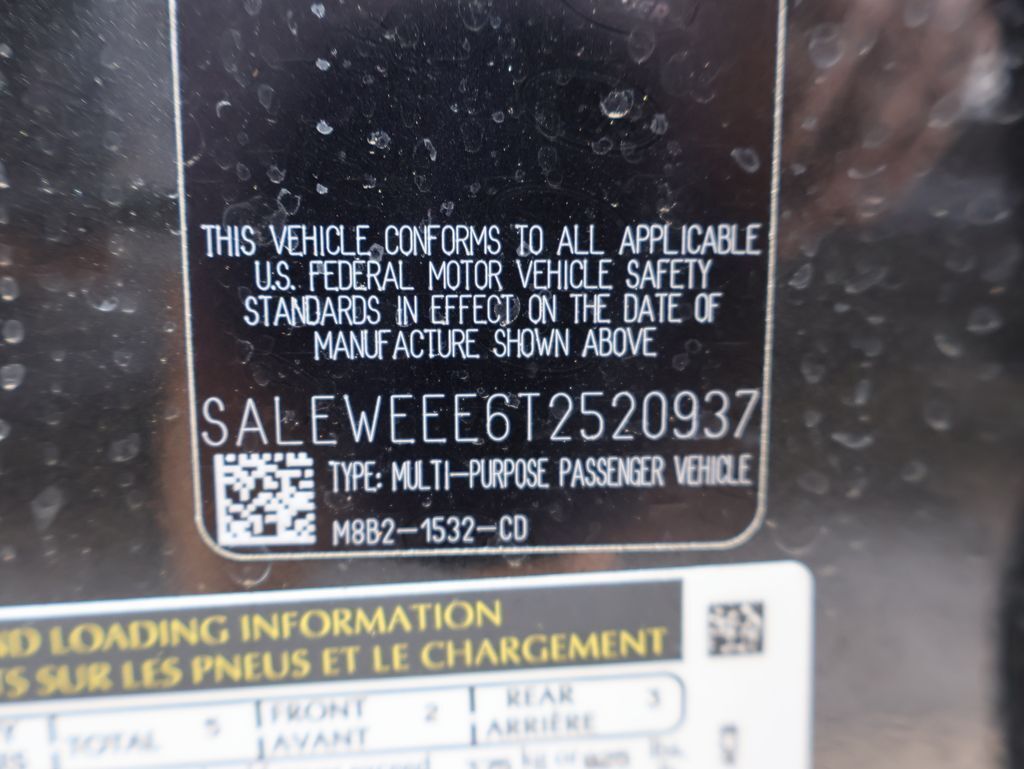 THIS VEHICLE CONFORMS TO ALL APPLICABLE
U.S. FEDERAL MOTOR VEHICLE SAFETY
STANDARDS IN EFFECT ON THE DATE OF
MANUFACTURE SHOWN ABOVE
SALEWEEE6T2520937
TYPE: MULTI-PURPOSE PASSENGER VEHICLE
M8B2-1532-CD
ND LOADING INFORMATION
TS SUR LES PNEUS ET LE CHARGEMENT
TOTAL 5 FRONT 2 REAR 3
AVANT ARRIÈRE